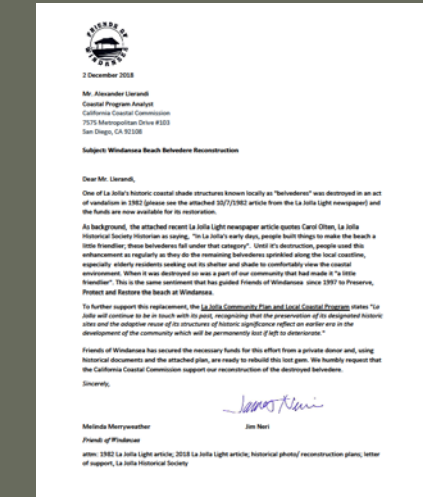 FRIENDS OF
WINDANSEA
2 December 2018
Mr. Alexander Llerandi
Coastal Program Analyst
California Coastal Commission
7575 Metropolitan Drive #103
San Diego, CA 92108
Subject: Windansea Beach Belvedere Reconstruction
Dear Mr. Llerandi,
One of La Jolla's historic coastal shade structures known locally as "belvederes" was destroyed in an act
of vandalism in 1982 (please see the attached 10/7/1982 article from the La Jolla Light newspaper) and
the funds are now available for its restoration.
As background, the attached recent La Jolla Light newspaper article quotes Carol Olten, La Jolla
Historical Society Historian as saying, "In La Jolla's early days, people built things to make the beach a
little friendlier; these belvederes fall under that category". Until it's destruction, people used this
enhancement as regularly as they do the remaining belvederes sprinkled along the local coastline,
especially elderly residents seeking out its shelter and shade to comfortably view the coastal
environment. When it was destroyed so was a part of our community that had made it "a little
friendlier". This is the same sentiment that has guided Friends of Windansea since 1997 to Preserve,
Protect and Restore the beach at Windansea.
To further support this replacement, the La Jolla Community Plan and Local Coastal Program states "La
Jolla will continue to be in touch with its past, recognizing that the preservation of its designated historic
sites and the adaptive reuse of its structures of historic significance reflect an earlier era in the
development of the community which will be permanently lost if left to deteriorate."
Friends of Windansea has secured the necessary funds for this effort from a private donor and, using
historical documents and the attached plan, are ready to rebuild this lost gem. We humbly request that
the California Coastal Commission support our reconstruction of the destroyed belvedere.
Sincerely,
James Neri
Melinda Merryweather Jim Neri
Friends of Windansea
attm: 1982 La Jolla Light article; 2018 La Jolla Light article; historical photo/ reconstruction plans; letter
of support, La Jolla Historical Society